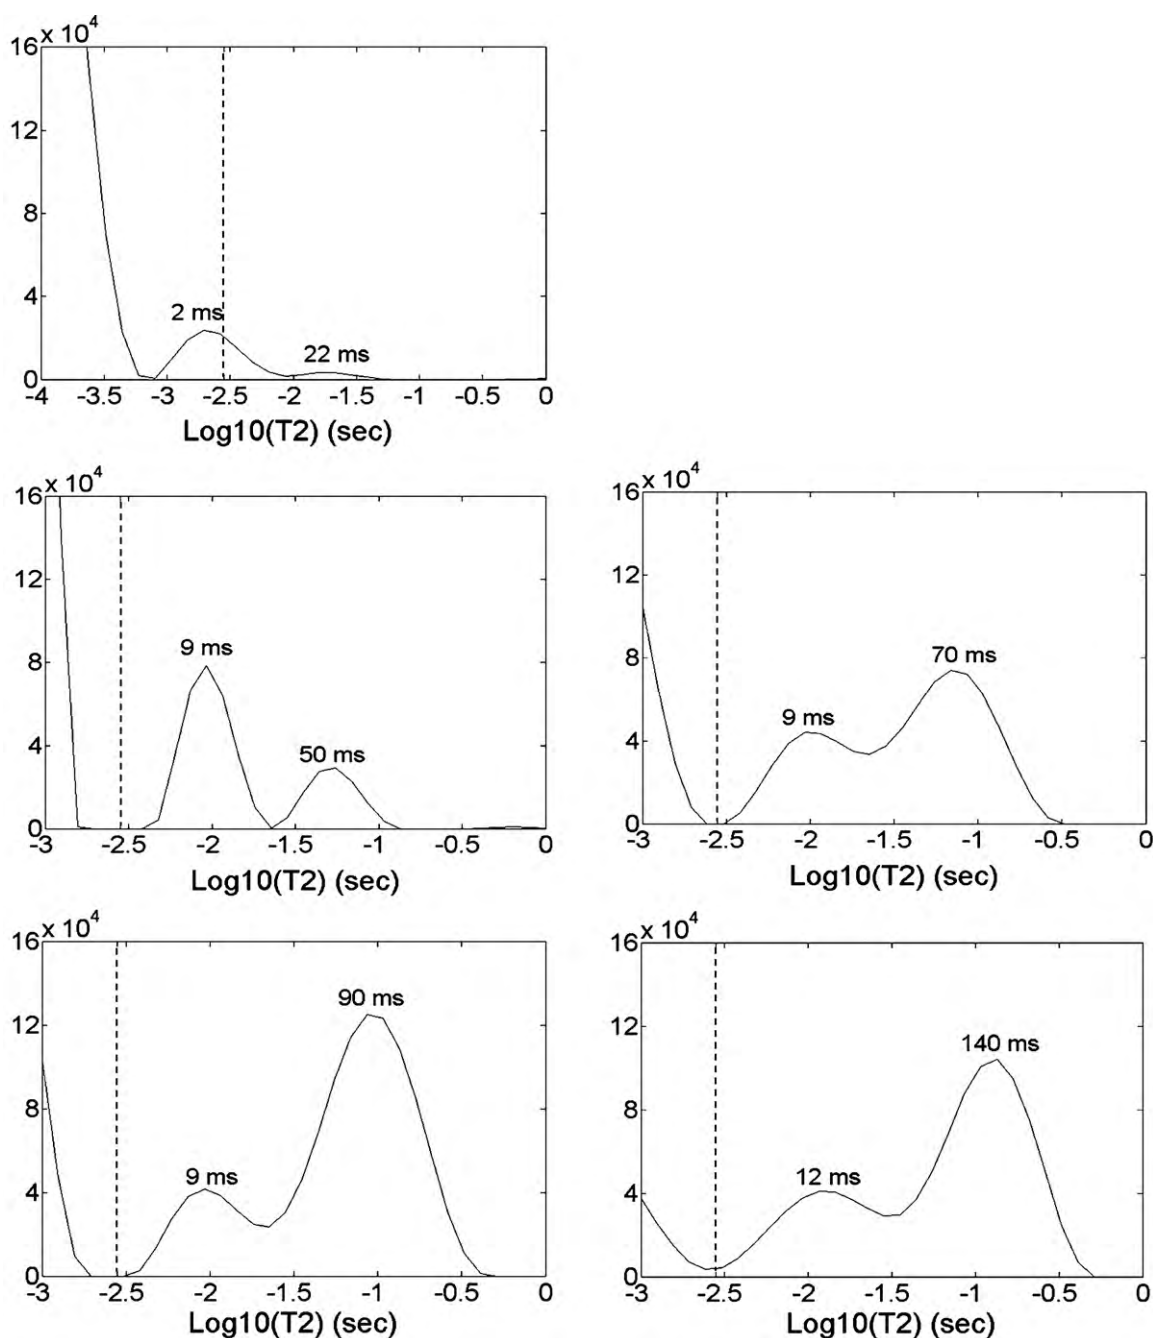 16 x 10^4
12
8
4
0
2 ms
22 ms
-4 -3.5 -3 -2.5 -2 -1.5 -1 -0.5 0
Log10(T2) (sec)
16 x 10^4
12
8
4
0
9 ms
50 ms
-3 -2.5 -2 -1.5 -1 -0.5 0
Log10(T2) (sec)
16 x 10^4
12
8
4
0
9 ms
70 ms
-3 -2.5 -2 -1.5 -1 -0.5 0
Log10(T2) (sec)
16 x 10^4
12
8
4
0
9 ms
90 ms
-3 -2.5 -2 -1.5 -1 -0.5 0
Log10(T2) (sec)
16 x 10^4
12
8
4
0
12 ms
140 ms
-3 -2.5 -2 -1.5 -1 -0.5 0
Log10(T2) (sec)